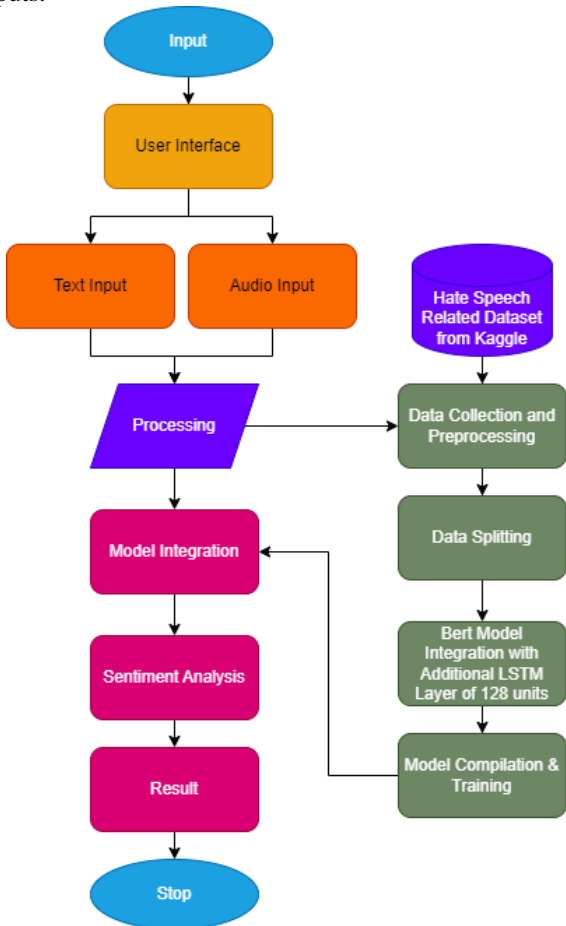 Input
User Interface
Text Input
Audio Input
Hate Speech
Related Dataset
from Kaggle
Processing
Data Collection and
Preprocessing
Model Integration
Data Splitting
Sentiment Analysis
Bert Model
Integration with
Additional LSTM
Layer of 128 units
Result
Model Compilation &
Training
Stop